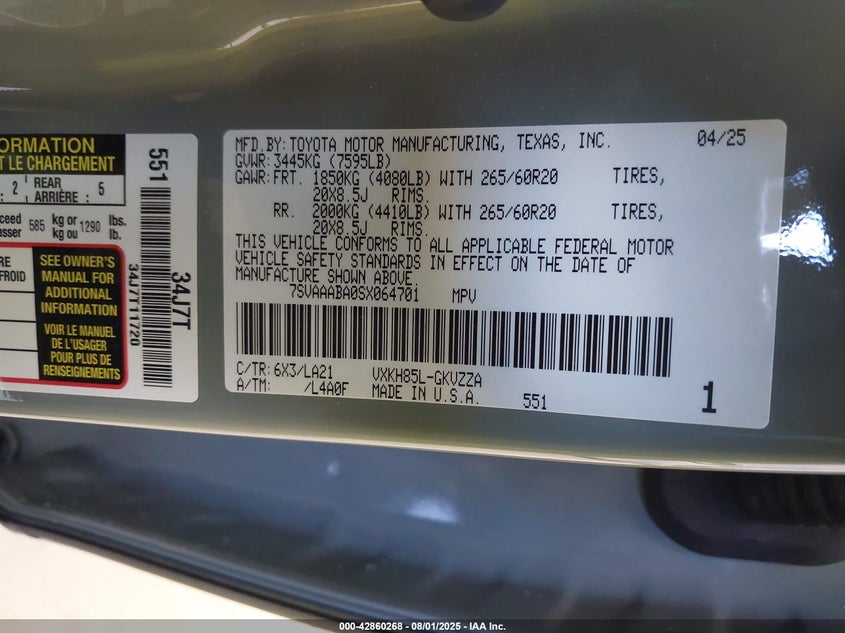 ORMATION
T LE CHARGEMENT
: 2 REAR ARRIÈRE : 5
xceed
asser 585 kg or kg ou 1290 lbs. lb.
FROID
SEE OWNER'S
MANUAL FOR
ADDITIONAL
INFORMATION
VOIR LE MANUEL
DE L'USAGER
POUR PLUS DE
RENSEIGNEMENTS
551
34J7T
34J7T11720
MFD.BY:TOYOTA MOTOR MANUFACTURING, TEXAS, INC. 04/25
GVWR:3445KG (7595LB)
GAWR:FRT. 1850KG (4080LB) WITH 265/60R20 TIRES,
20X8.5J RIMS.
RR. 2000KG (4410LB) WITH 265/60R20 TIRES,
20X8.5J RIMS.
THIS VEHICLE CONFORMS TO ALL APPLICABLE FEDERAL MOTOR
VEHICLE SAFETY STANDARDS IN EFFECT ON THE DATE OF
MANUFACTURE SHOWN ABOVE.
7SVAAABA0SX064701 MPV
C/TR:6X3/LA21 VXKH85L-GKVZZA
A/TM: /L4A0F MADE IN U.S.A. 551 1
000-42860268 - 08/01/2025 - IAA Inc.